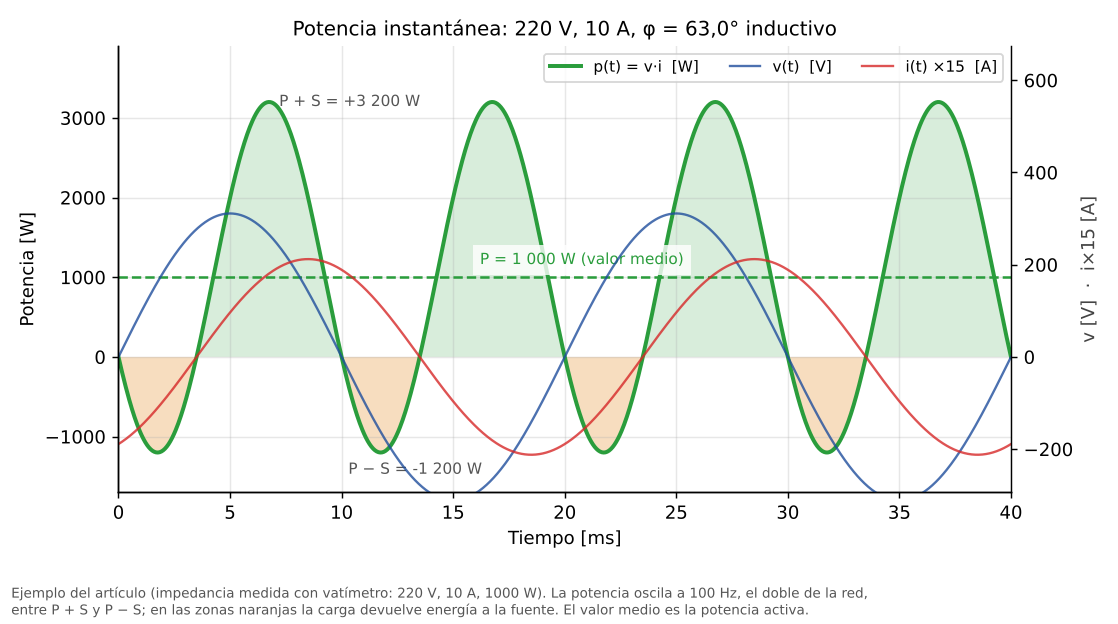 Potencia instantánea: 220 V, 10 A, φ = 63,0° inductivo
p(t) = v·i  [W]
v(t)  [V]
i(t) ×15  [A]
P + S = +3 200 W
P = 1 000 W (valor medio)
P − S = -1 200 W
Potencia [W]
3000
2000
1000
0
−1000
v [V]  ·  i×15 [A]
600
400
200
0
−200
0 5 10 15 20 25 30 35 40
Tiempo [ms]
Ejemplo del artículo (impedancia medida con vatímetro: 220 V, 10 A, 1000 W). La potencia oscila a 100 Hz, el doble de la red,
entre P + S y P − S; en las zonas naranjas la carga devuelve energía a la fuente. El valor medio es la potencia activa.